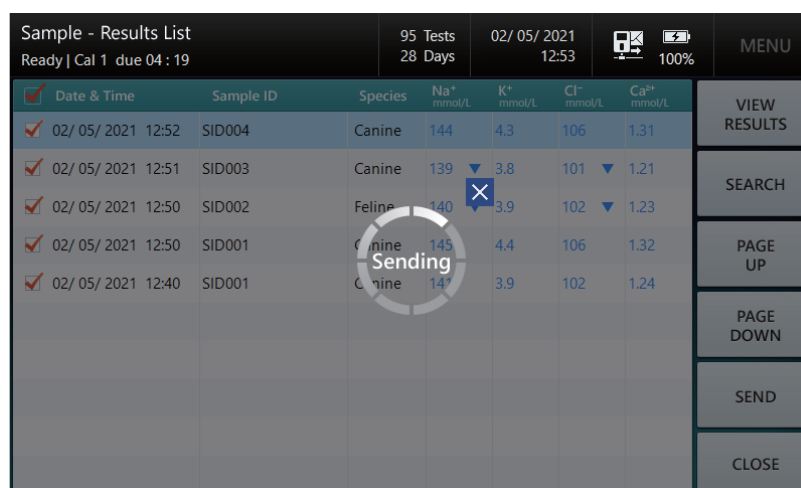 Sample - Results List
Ready | Cal 1 due 04 : 19
95 Tests
28 Days
02/ 05/ 2021
12:53
100%
MENU
Date & Time Sample ID Species Na⁺ mmol/L K⁺ mmol/L Cl⁻ mmol/L Ca²⁺ mmol/L
02/ 05/ 2021 12:52 SID004 Canine 144 4.3 106 1.31
02/ 05/ 2021 12:51 SID003 Canine 139 ▼ 3.8 101 ▼ 1.21
02/ 05/ 2021 12:50 SID002 Feline 140 ▼ 3.9 102 ▼ 1.23
02/ 05/ 2021 12:50 SID001 Canine 145 4.4 106 1.32
02/ 05/ 2021 12:40 SID001 Canine 141 3.9 102 1.24
Sending
VIEW
RESULTS
SEARCH
PAGE
UP
PAGE
DOWN
SEND
CLOSE